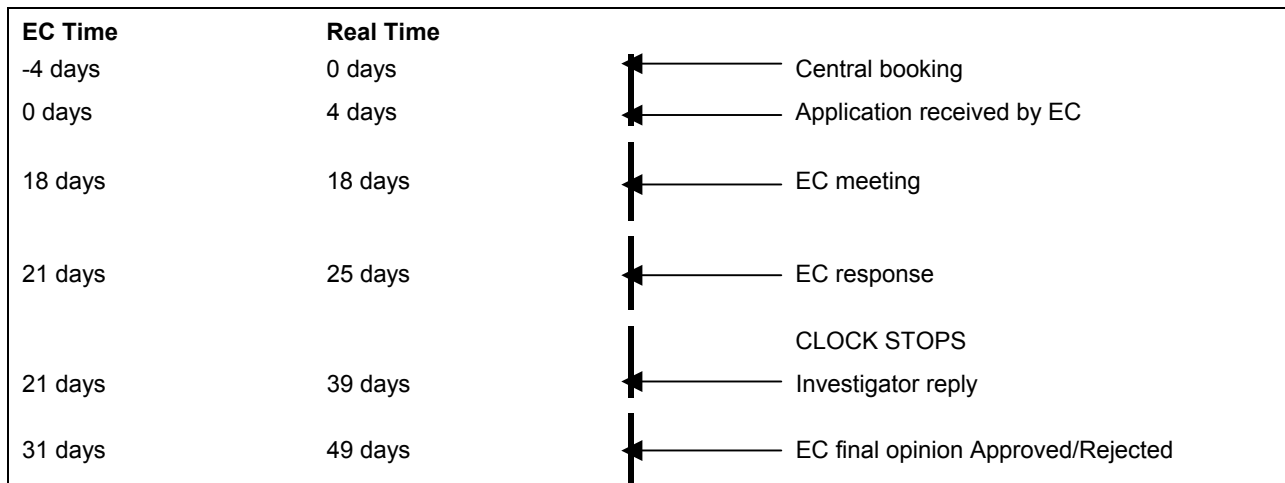 EC Time Real Time
-4 days 0 days Central booking
0 days 4 days Application received by EC
18 days 18 days EC meeting
21 days 25 days EC response
CLOCK STOPS
21 days 39 days Investigator reply
31 days 49 days EC final opinion Approved/Rejected